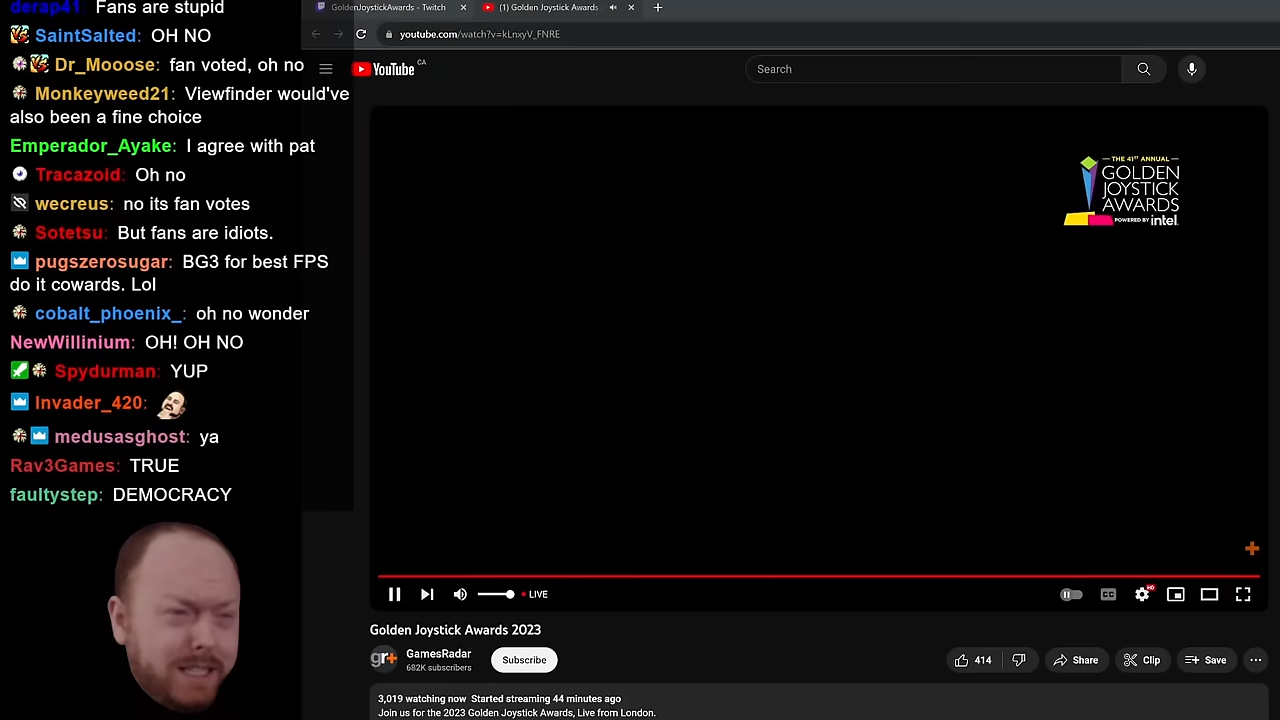 derap41 Fans are stupid
SaintSalted: OH NO
Dr_Mooose: fan voted, oh no
Monkeyweed21: Viewfinder would've
also been a fine choice
Emperador_Ayake: I agree with pat
Tracazoid: Oh no
wecreus: no its fan votes
Sotetsu: But fans are idiots.
pugszerosugar: BG3 for best FPS
do it cowards. Lol
cobalt_phoenix_: oh no wonder
NewWillinium: OH! OH NO
Spydurman: YUP
Invader_420:
medusasghost: ya
Rav3Games: TRUE
faultystep: DEMOCRACY
GoldenJoystickAwards - Twitch
(1) Golden Joystick Awards
youtube.com/watch?v=kLnxyV_FNRE
YouTube CA
Search
THE 41ST ANNUAL
GOLDEN
JOYSTICK
AWARDS
POWERED BY intel.
LIVE
CC
HD
Golden Joystick Awards 2023
gr+
GamesRadar
682K subscribers
Subscribe
414
Share
Clip
Save
3,019 watching now Started streaming 44 minutes ago
Join us for the 2023 Golden Joystick Awards, Live from London.